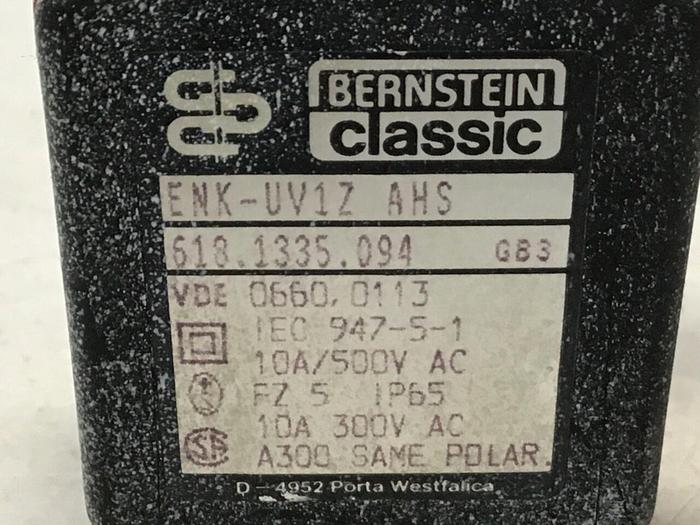 BERNSTEIN
classic
ENK-UV1Z AHS
618.1335.094 G83
VDE 0660, 0113
IEC 947-5-1
10A/500V AC
FZ 5 IP65
10A 300V AC
A300 SAME POLAR.
D-4952 Porta Westfalica